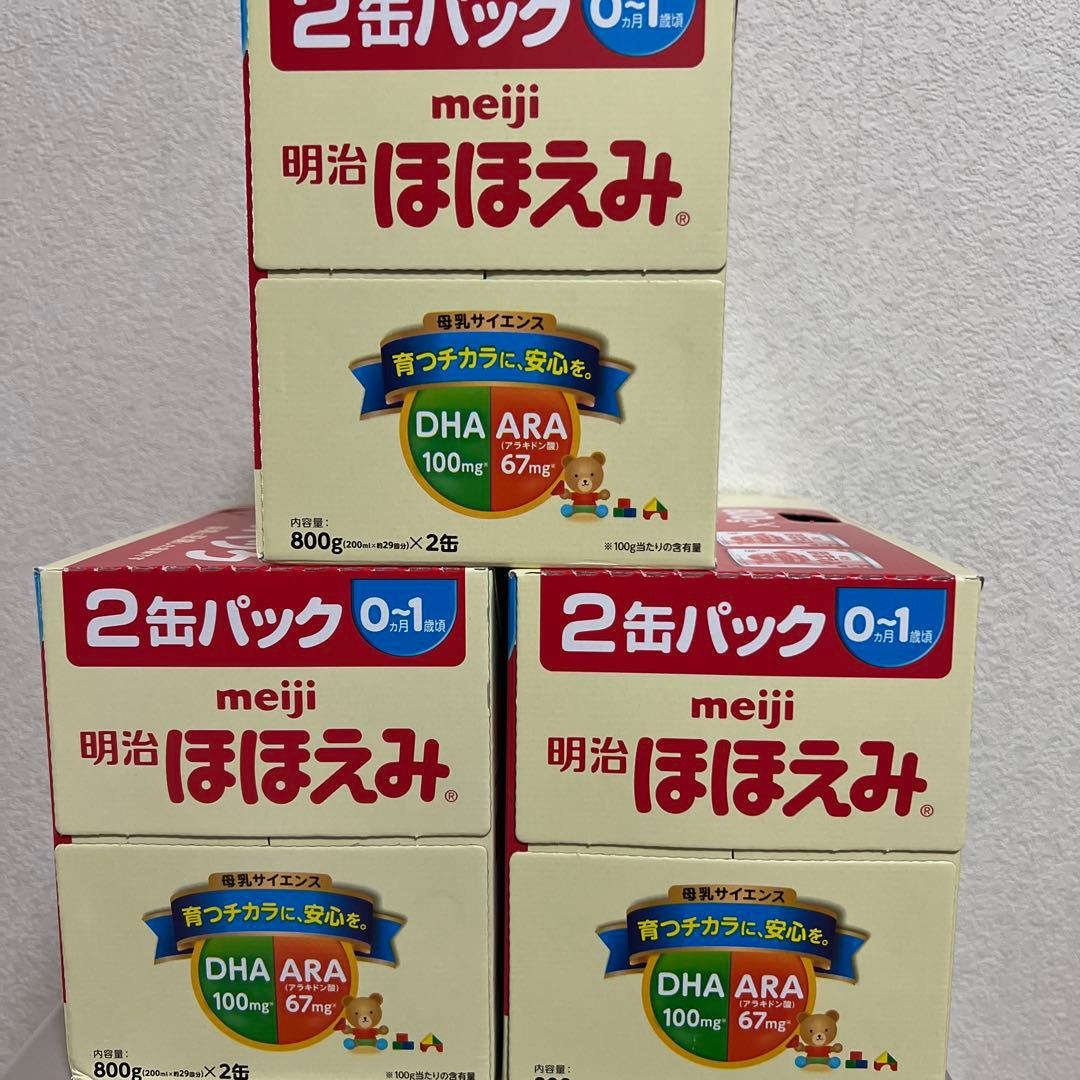 2缶パック 0ヵ月~1歳頃
meiji
明治ほほえみ®
母乳サイエンス
育つチカラに、安心を。
DHA ARA
(アラキドン酸)
100mg※ 67mg※
内容量:
800g(200ml×約29回分)×2缶 ※100g当たりの含有量
2缶パック 0ヵ月~1歳頃
meiji
明治ほほえみ®
母乳サイエンス
育つチカラに、安心を。
DHA ARA
(アラキドン酸)
100mg※ 67mg※
内容量:
800g(200ml×約29回分)×2缶 ※100g当たりの含有量
2缶パック 0ヵ月~1歳頃
meiji
明治ほほえみ®
母乳サイエンス
育つチカラに、安心を。
DHA ARA
(アラキドン酸)
100mg※ 67mg※
内容量: